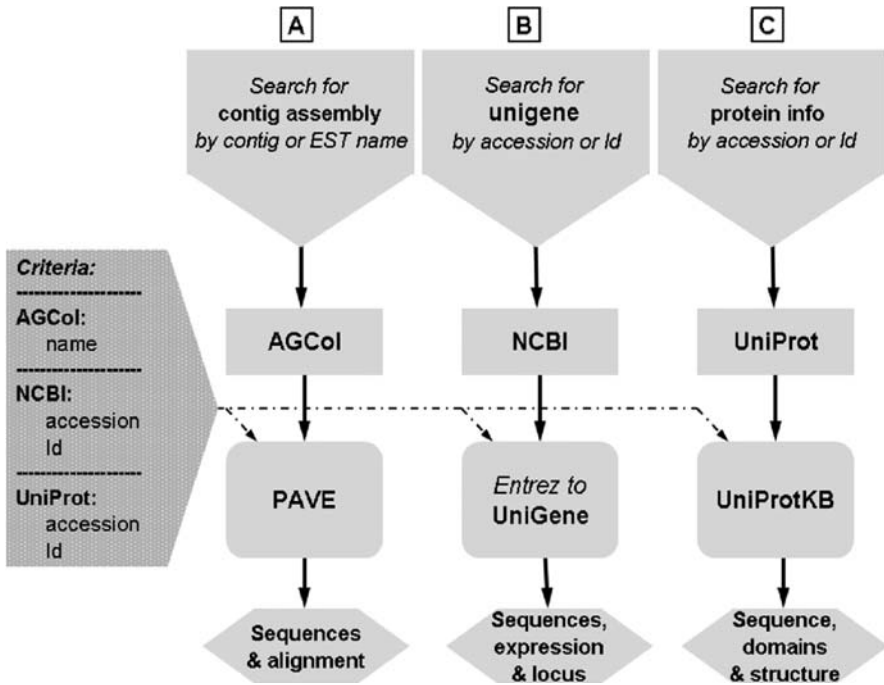 A
Search for
contig assembly
by contig or EST name
B
Search for
unigene
by accession or Id
C
Search for
protein info
by accession or Id
Criteria:
AGCol:
name
NCBI:
accession
Id
UniProt:
accession
Id
AGCol
NCBI
UniProt
PAVE
Entrez to
UniGene
UniProtKB
Sequences
& alignment
Sequences,
expression
& locus
Sequence,
domains
& structure